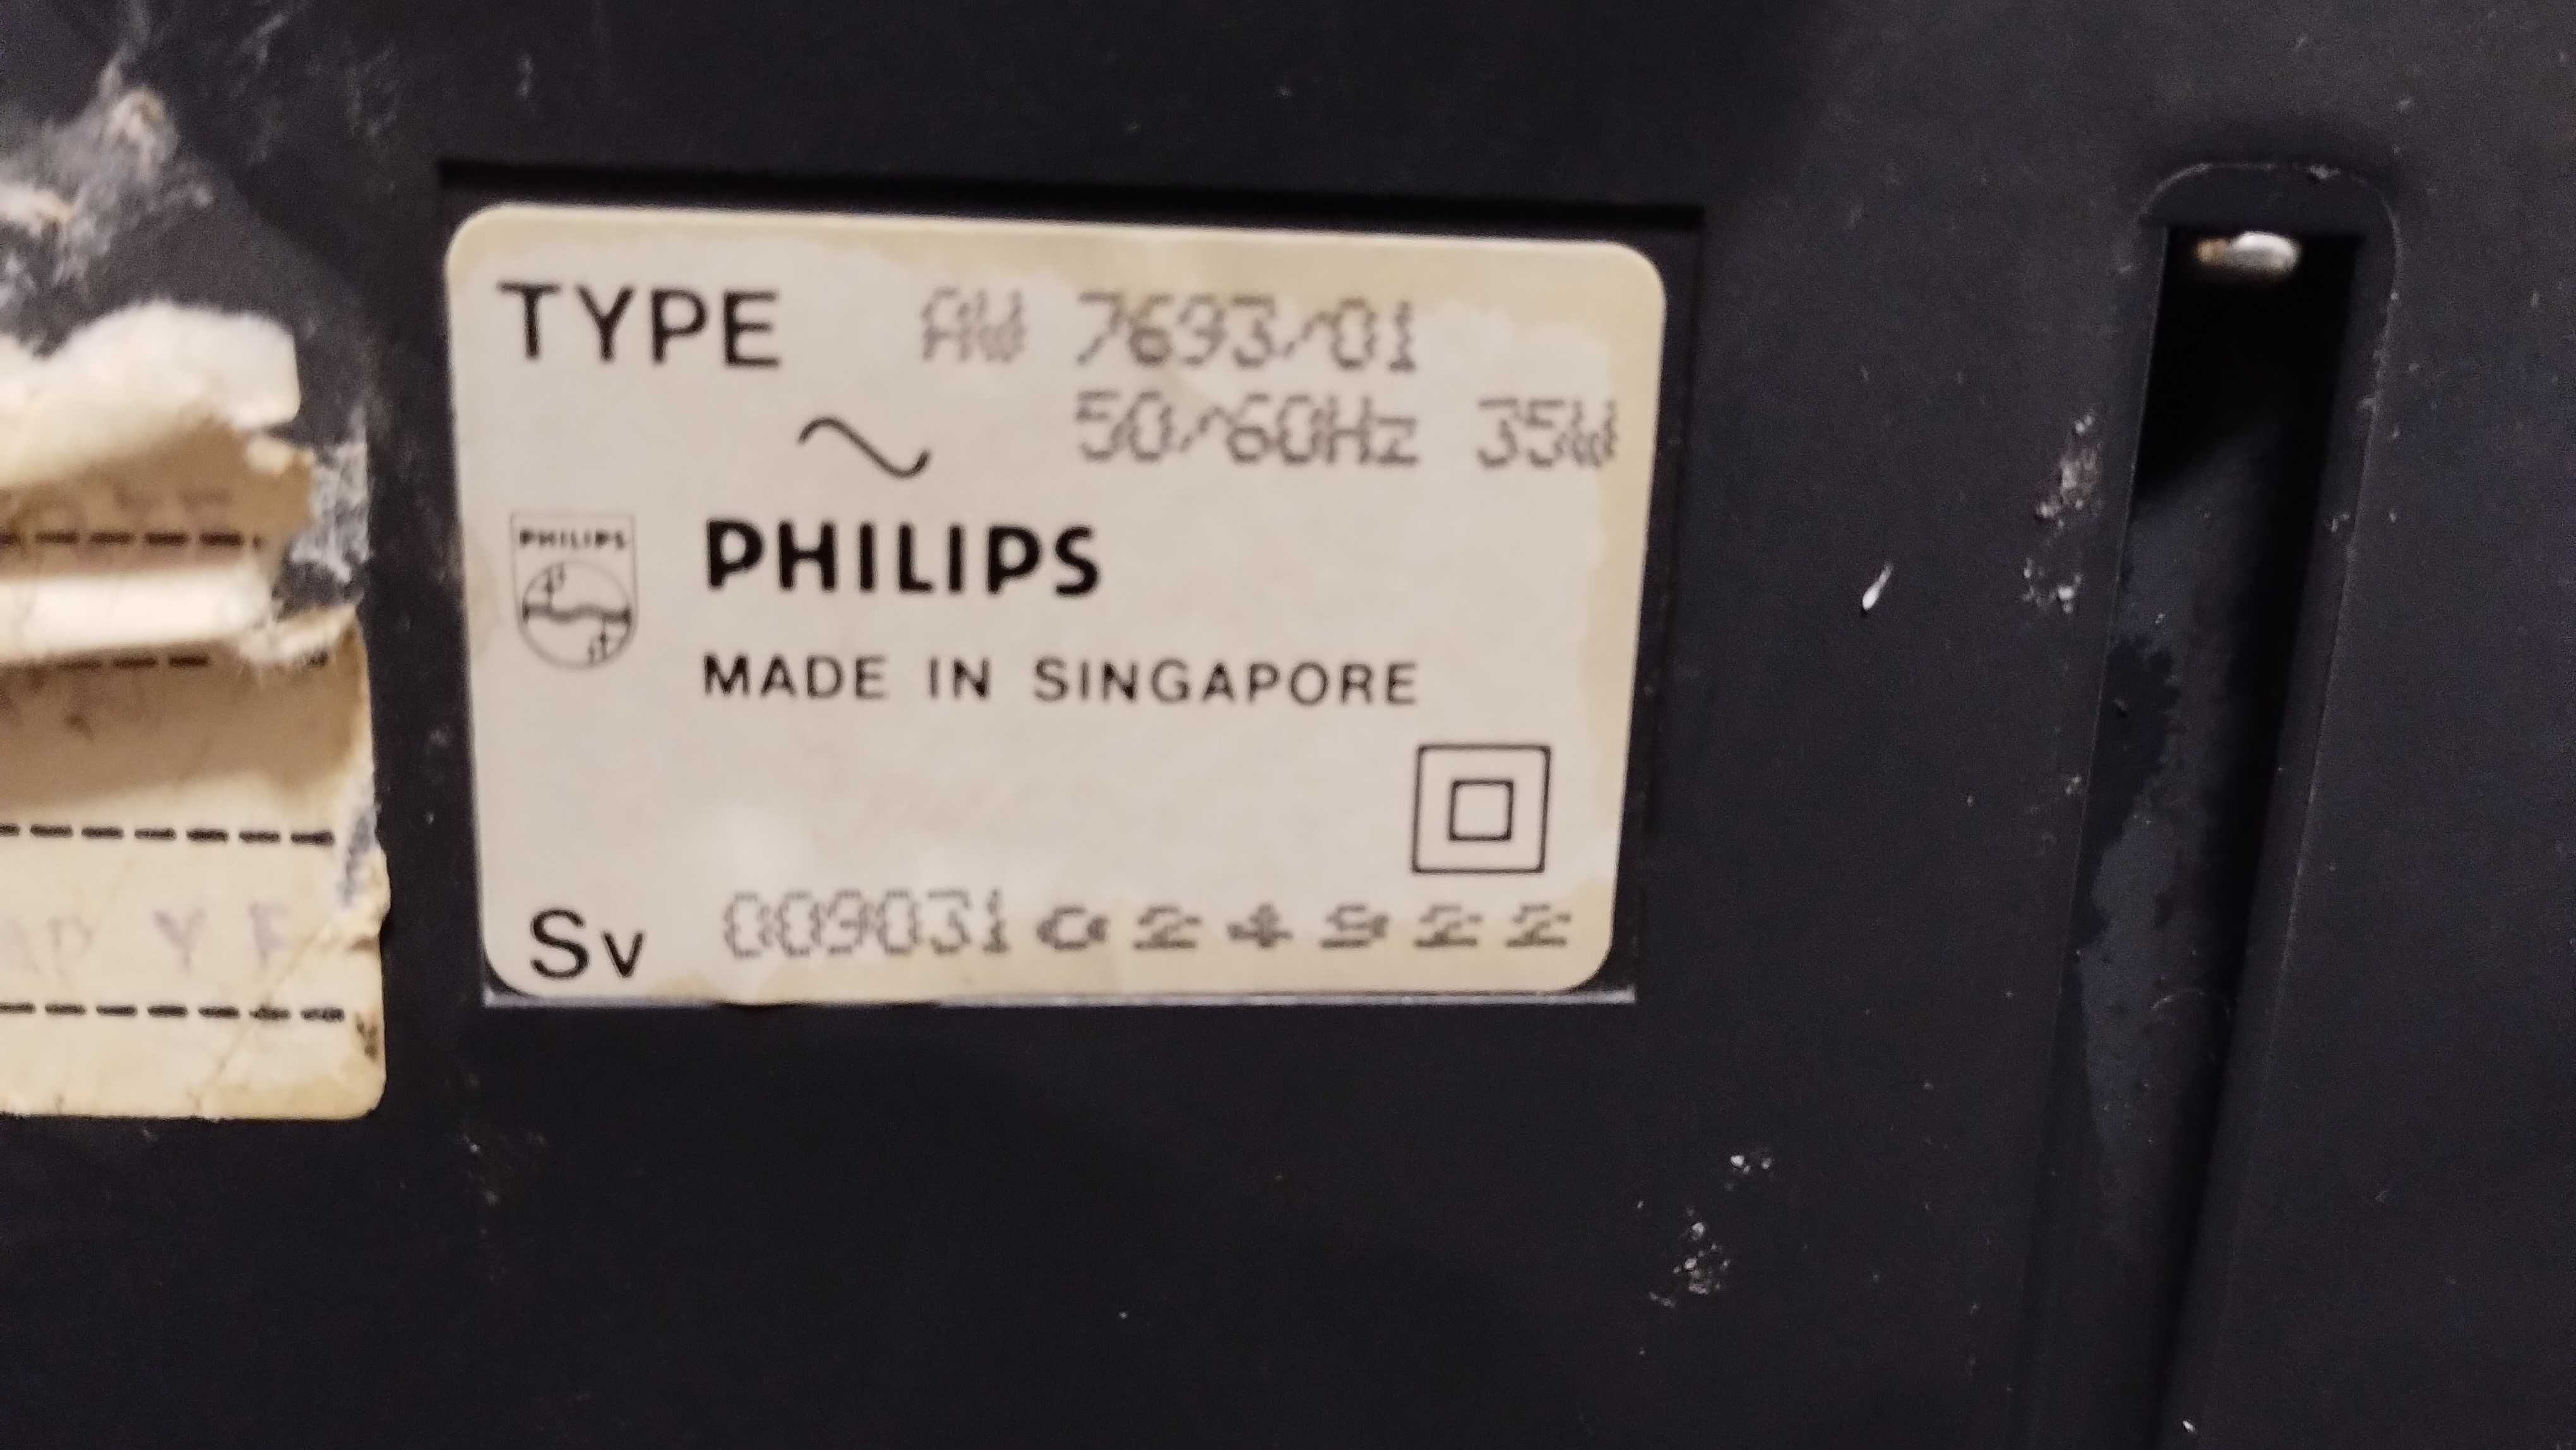 TYPE AW 7693/01
~ 50/60Hz 35W
PHILIPS
PHILIPS
MADE IN SINGAPORE
Sv 009031024922
Y F